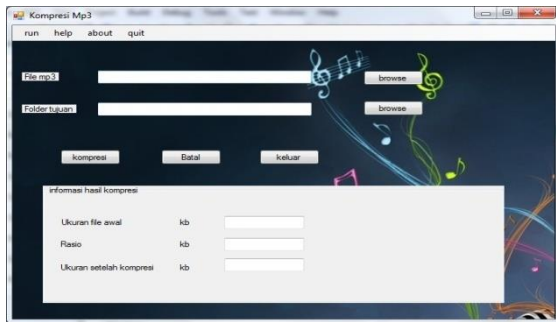 Kompresi Mp3
run help about quit
File mp3
browse
Folder tujuan
browse
kompresi Batal keluar
informasi hasil kompresi
Ukuran file awal kb
Rasio kb
Ukuran setelah kompresi kb